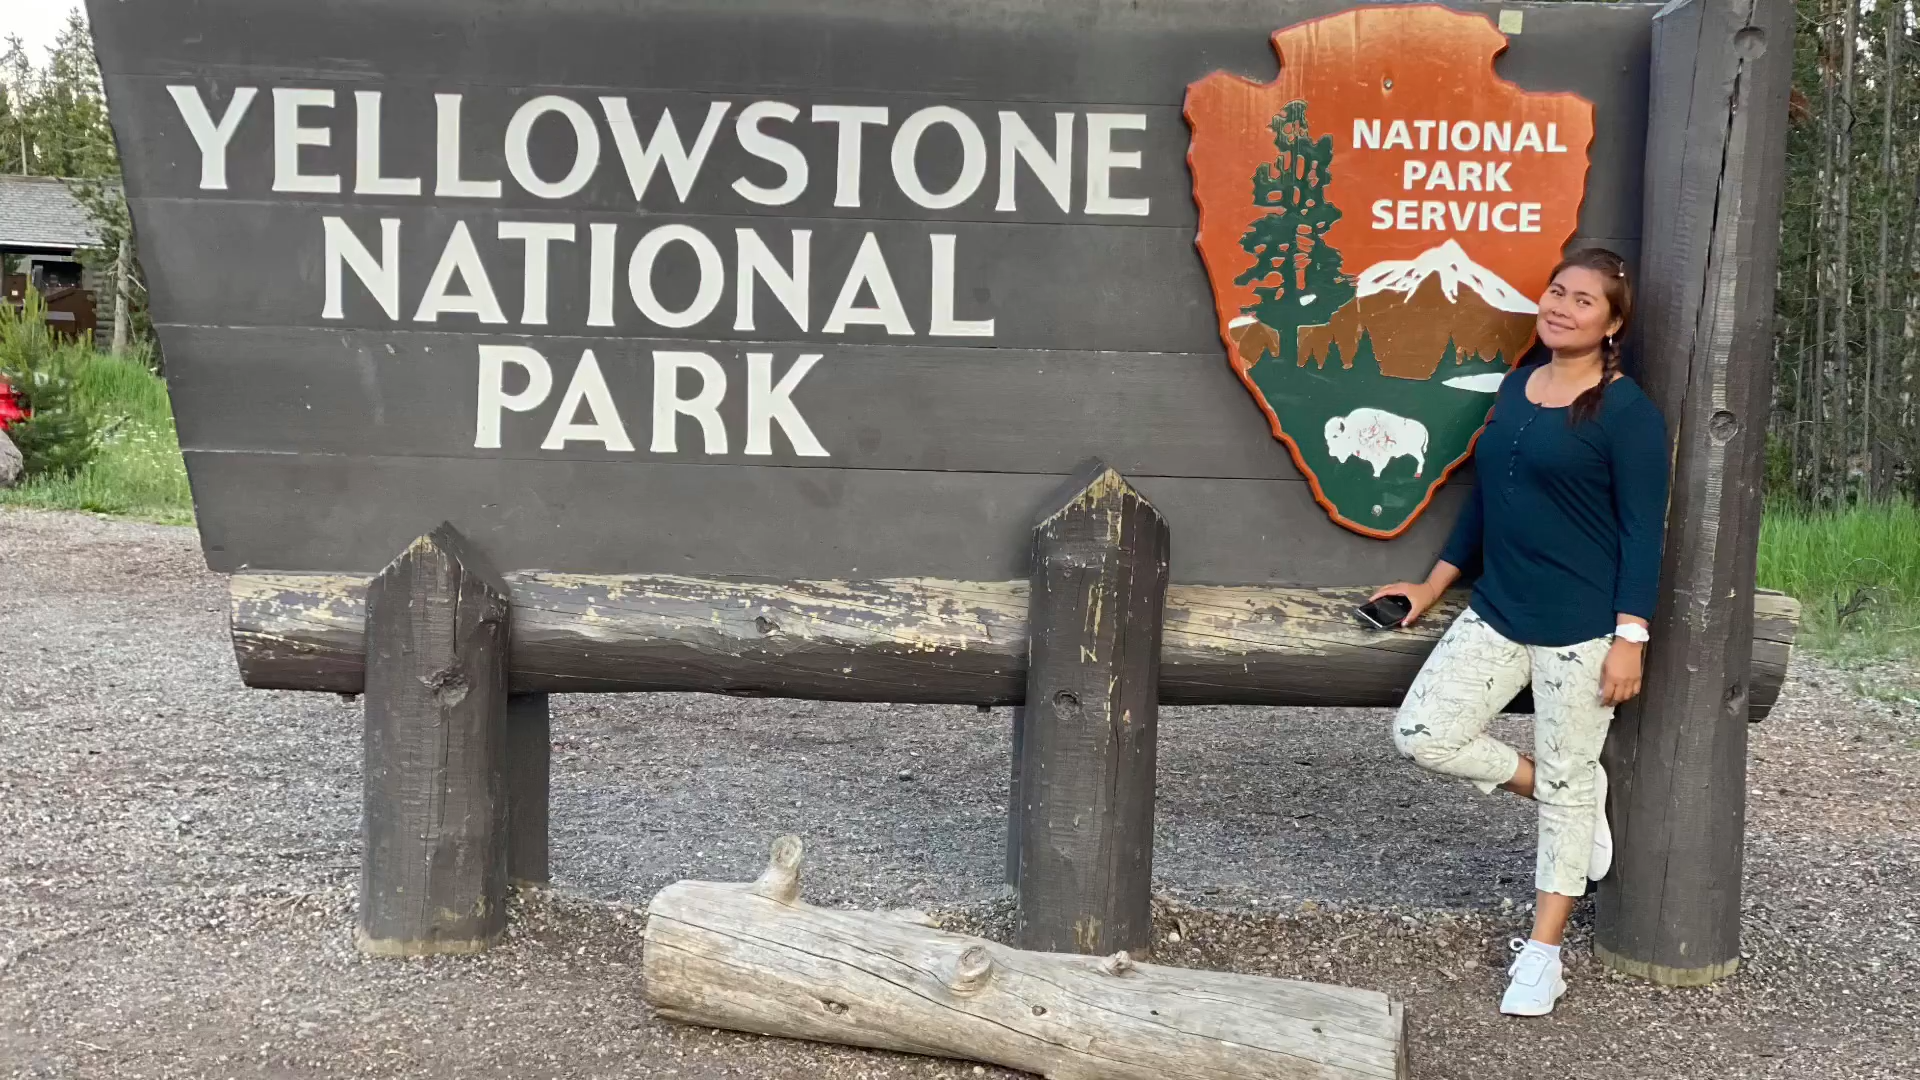 YELLOWSTONE
NATIONAL
PARK
NATIONAL
PARK
SERVICE